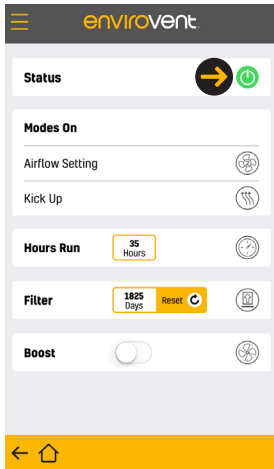 envirovent.
Status
Modes On
Airflow Setting
Kick Up
Hours Run
35
Hours
Filter
1825
Days
Reset
Boost